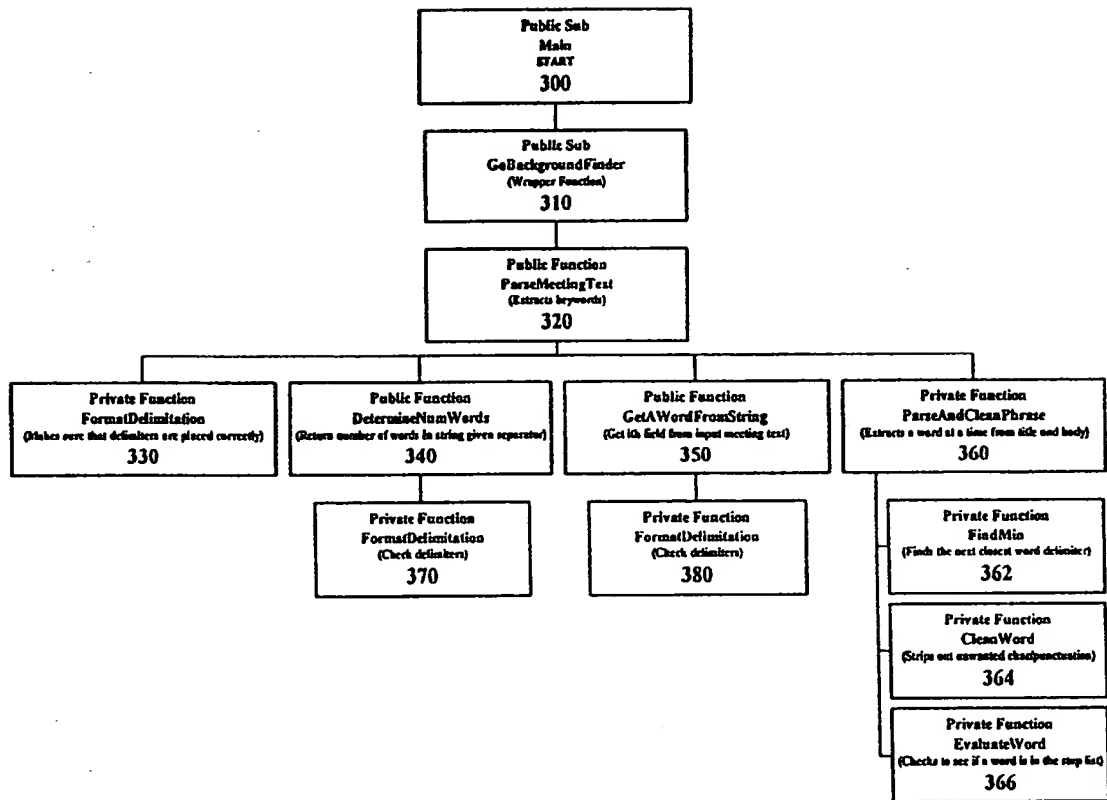 Public Sub
Main
START
300
Public Sub
GoBackgroundFinder
(Wrapper Function)
310
Public Function
ParseMeetingText
(Extracts keywords)
320
Private Function
FormatDelimitation
(Makes sure that delimiters are placed correctly)
330
Public Function
DetermineNumWords
(Return number of words in string given separator)
340
Public Function
GetAWordFromString
(Get ith field from input meeting text)
350
Private Function
ParseAndCleanPhrase
(Extracts a word at a time from title and body)
360
Private Function
FormatDelimitation
(Check delimiters)
370
Private Function
FormatDelimitation
(Check delimiters)
380
Private Function
FindMin
(Finds the next closest word delimiter)
362
Private Function
CleanWord
(Strips out unwanted chars/punctuation)
364
Private Function
EvaluateWord
(Checks to see if a word is in the stop list)
366